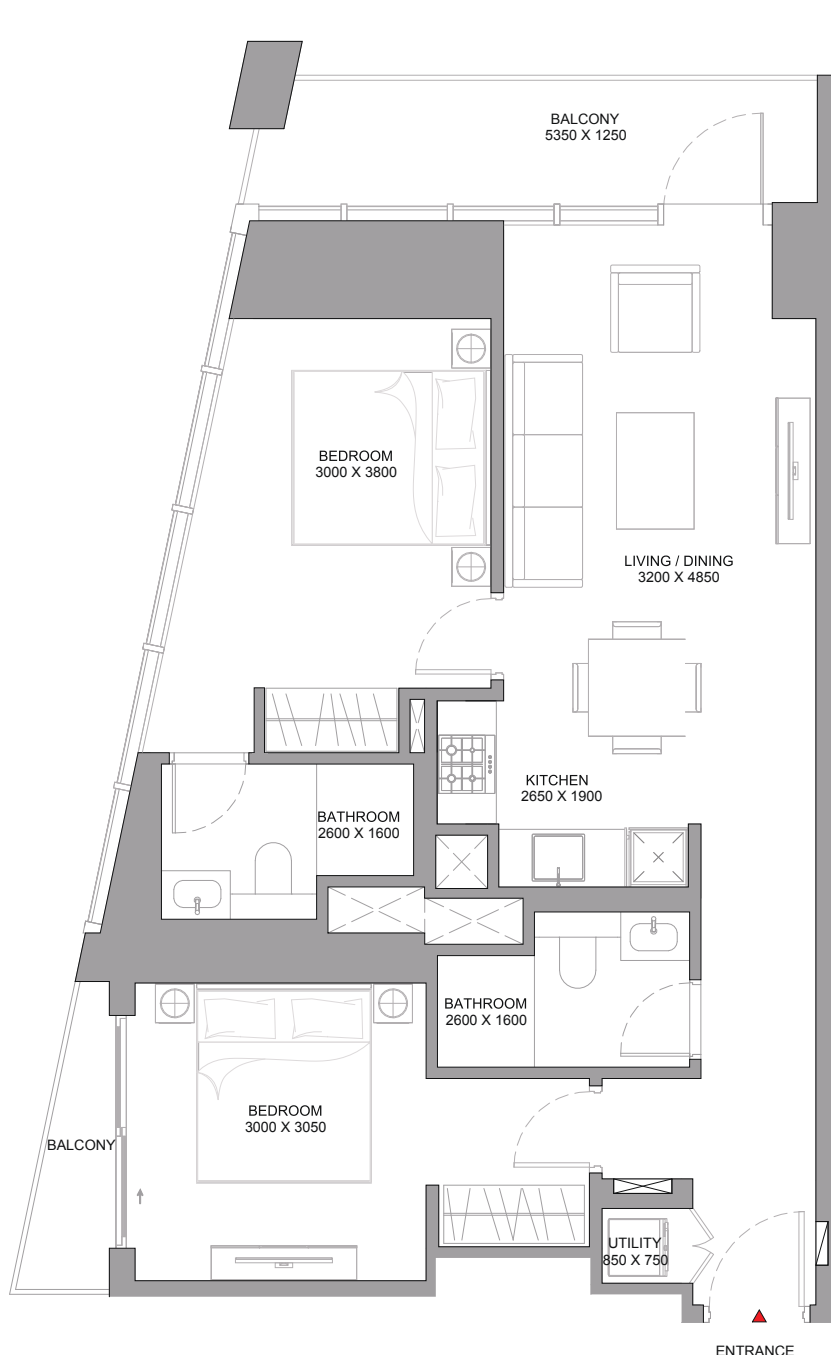 BALCONY
5350 X 1250
BEDROOM
3000 X 3800
LIVING / DINING
3200 X 4850
KITCHEN
2650 X 1900
BATHROOM
2600 X 1600
BATHROOM
2600 X 1600
BEDROOM
3000 X 3050
BALCONY
UTILITY
850 X 750
ENTRANCE